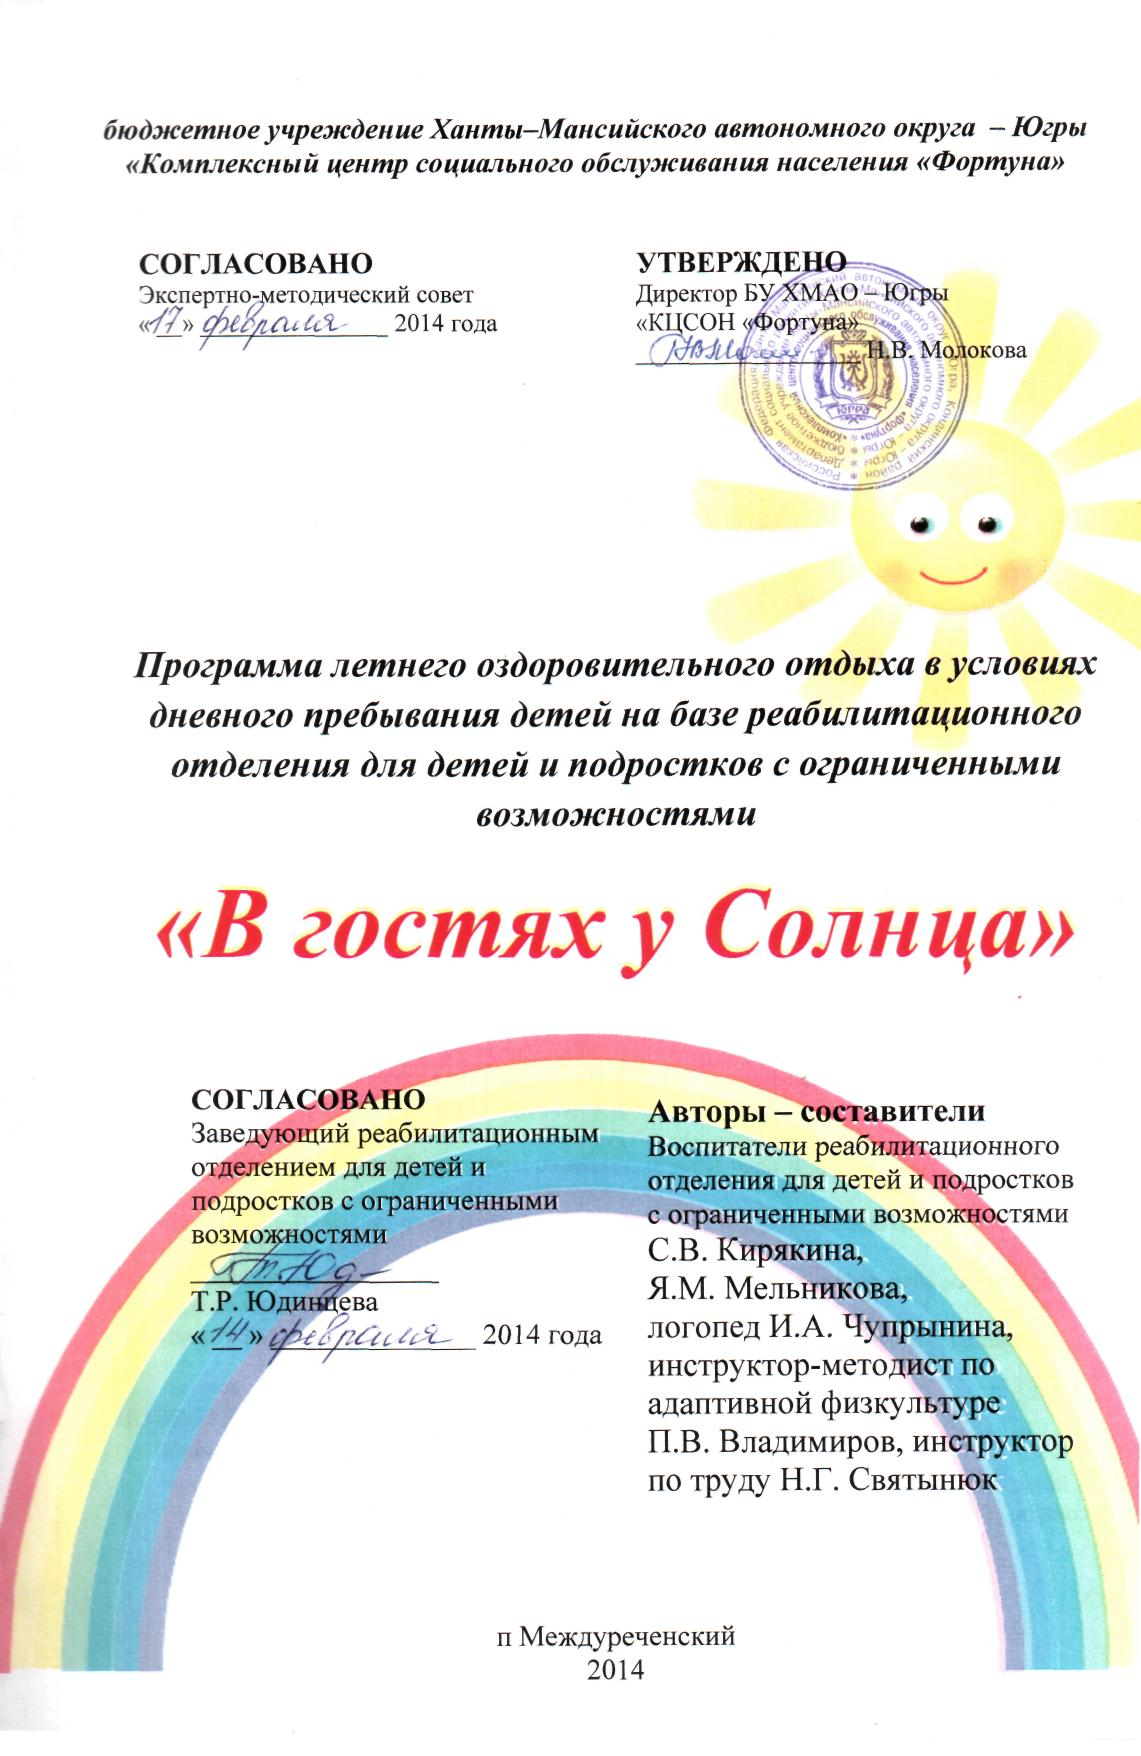 бюджетное учреждение Ханты–Мансийского автономного округа – Югры
«Комплексный центр социального обслуживания населения «Фортуна»
СОГЛАСОВАНО
Экспертно-методический совет
«17» февраля 2014 года
УТВЕРЖДЕНО
Директор БУ ХМАО – Югры
«КЦСОН «Фортуна»
Н.В. Молокова
ЮГРА
Программа летнего оздоровительного отдыха в условиях
дневного пребывания детей на базе реабилитационного
отделения для детей и подростков с ограниченными
возможностями
«В гостях у Солнца»
СОГЛАСОВАНО
Заведующий реабилитационным
отделением для детей и
подростков с ограниченными
возможностями
Т.Р. Юдинцева
«14» февраля 2014 года
Авторы – составители
Воспитатели реабилитационного
отделения для детей и подростков
с ограниченными возможностями
С.В. Кирякина,
Я.М. Мельникова,
логопед И.А. Чупрынина,
инструктор-методист по
адаптивной физкультуре
П.В. Владимиров, инструктор
по труду Н.Г. Святынюк
п Междуреченский
2014